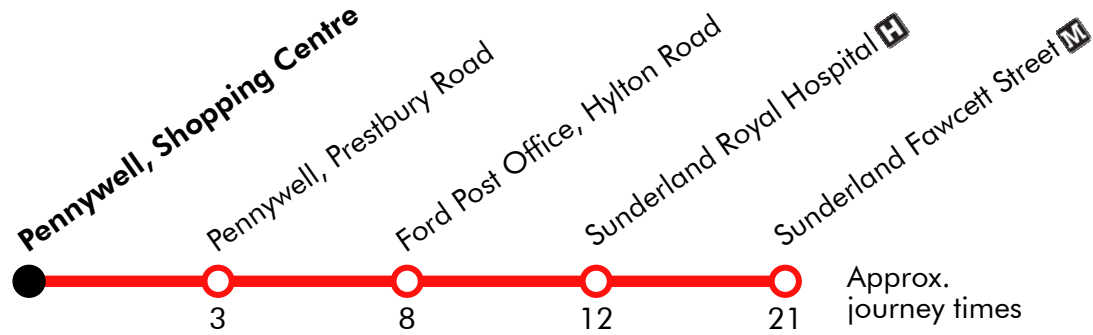 Pennywell, Shopping Centre
Pennywell, Prestbury Road
Ford Post Office, Hylton Road
Sunderland Royal Hospital H
Sunderland Fawcett Street M
3
8
12
21
Approx.
journey times